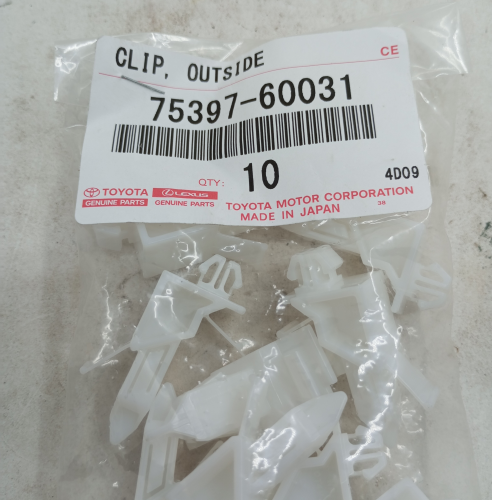 CLIP, OUTSIDE CE
75397-60031
QTY: 10 4D09
TOYOTA LEXUS TOYOTA MOTOR CORPORATION 38
GENUINE PARTS GENUINE PARTS MADE IN JAPAN